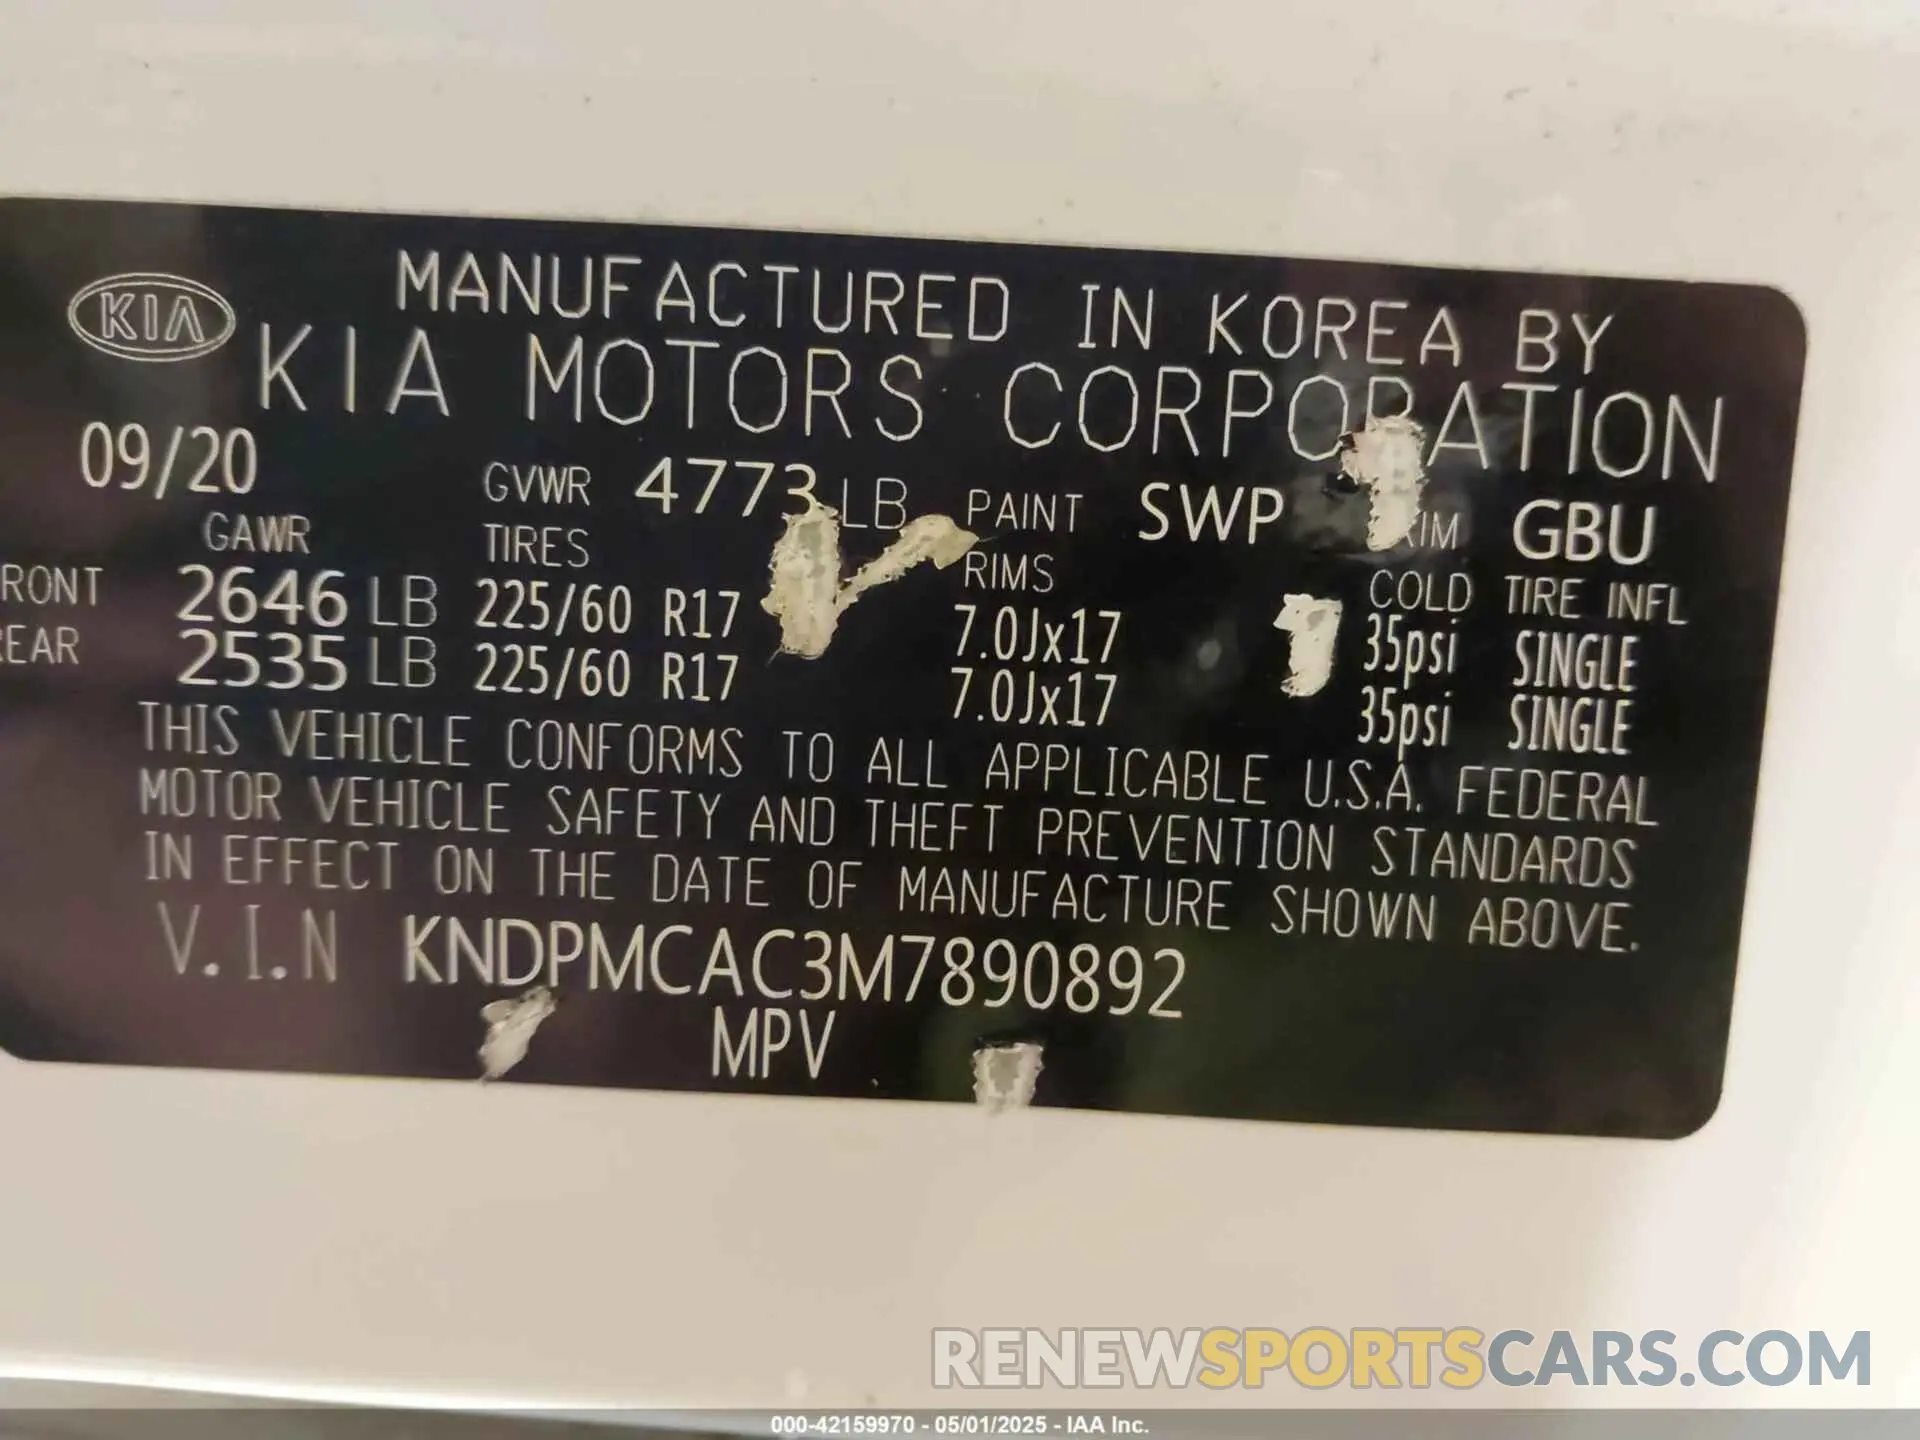 KIA MANUFACTURED IN KOREA BY
KIA MOTORS CORPORATION
09/20 GVWR 4773 LB PAINT SWP GBU
GAWR TIRES RIMS COLD TIRE INFL
RONT 2646 LB 225/60 R17 7.0Jx17 35psi SINGLE
EAR 2535 LB 225/60 R17 7.0Jx17 35psi SINGLE
THIS VEHICLE CONFORMS TO ALL APPLICABLE U.S.A. FEDERAL
MOTOR VEHICLE SAFETY AND THEFT PREVENTION STANDARDS
IN EFFECT ON THE DATE OF MANUFACTURE SHOWN ABOVE.
V.I.N KNDPMCAC3M7890892
MPV
RENEWSPORTSCARS.COM
000-42159970 - 05/01/2025 - IAA Inc.